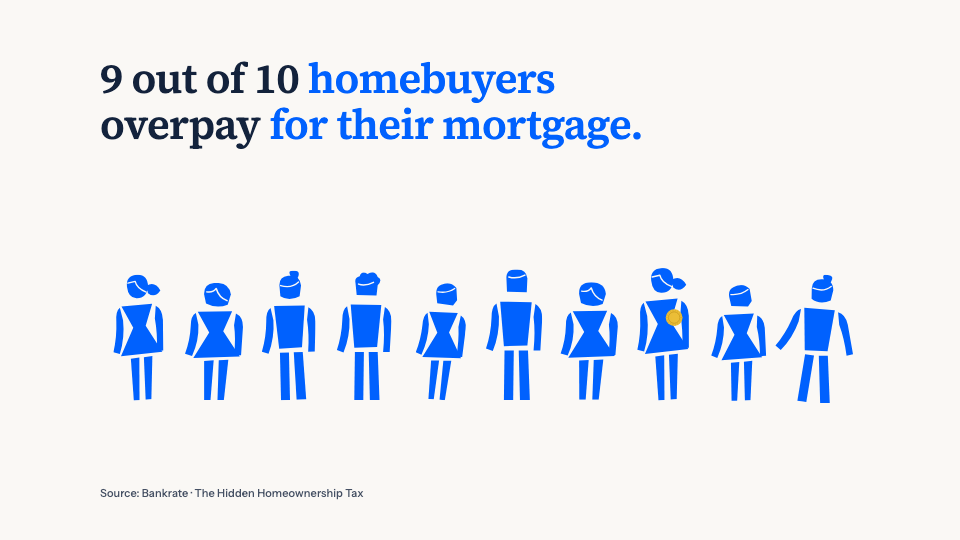 9 out of 10 homebuyers
overpay for their mortgage.
Source: Bankrate · The Hidden Homeownership Tax